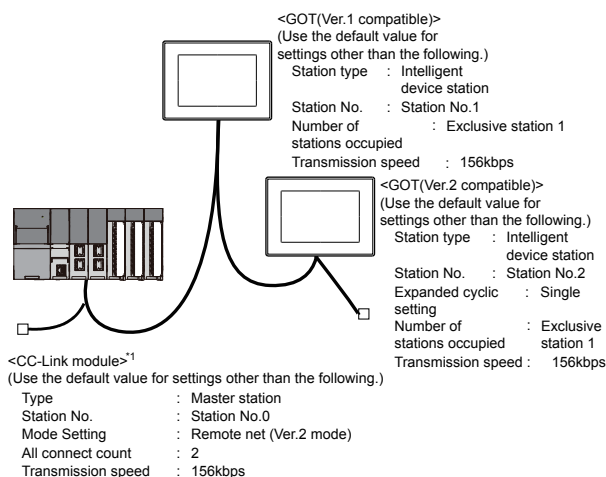 <GOT(Ver.1 compatible)>
(Use the default value for
settings other than the following.)
Station type : Intelligent
device station
Station No. : Station No.1
Number of : Exclusive station 1
stations occupied
Transmission speed : 156kbps
<GOT(Ver.2 compatible)>
(Use the default value for
settings other than the following.)
Station type : Intelligent
device station
Station No. : Station No.2
Expanded cyclic : Single
setting
Number of : Exclusive
stations occupied station 1
Transmission speed : 156kbps
<CC-Link module>*1
(Use the default value for settings other than the following.)
Type : Master station
Station No. : Station No.0
Mode Setting : Remote net (Ver.2 mode)
All connect count : 2
Transmission speed : 156kbps